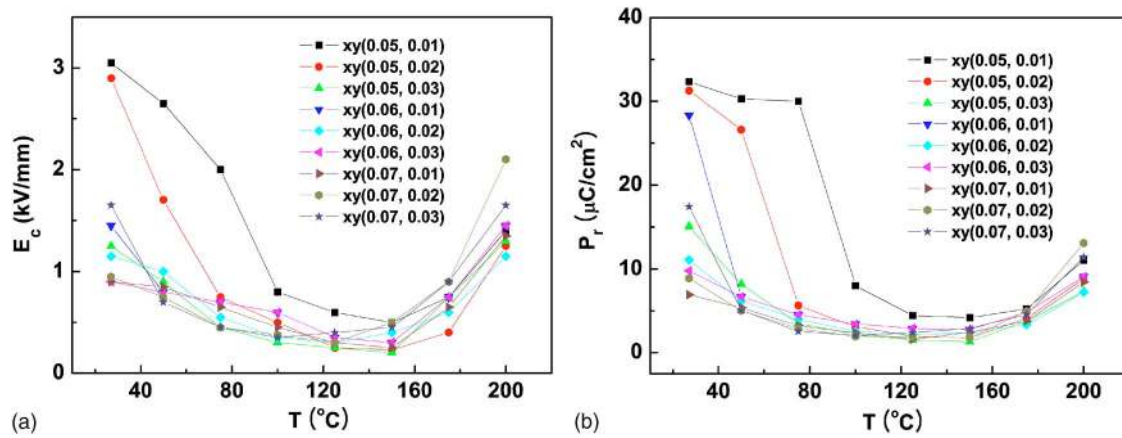 xy(0.05, 0.01)
xy(0.05, 0.02)
xy(0.05, 0.03)
xy(0.06, 0.01)
xy(0.06, 0.02)
xy(0.06, 0.03)
xy(0.07, 0.01)
xy(0.07, 0.02)
xy(0.07, 0.03)
E_c (kV/mm)
3
2
1
0
40 80 120 160 200
T (°C)
(a)
xy(0.05, 0.01)
xy(0.05, 0.02)
xy(0.05, 0.03)
xy(0.06, 0.01)
xy(0.06, 0.02)
xy(0.06, 0.03)
xy(0.07, 0.01)
xy(0.07, 0.02)
xy(0.07, 0.03)
P_r (μC/cm²)
40
30
20
10
0
40 80 120 160 200
T (°C)
(b)